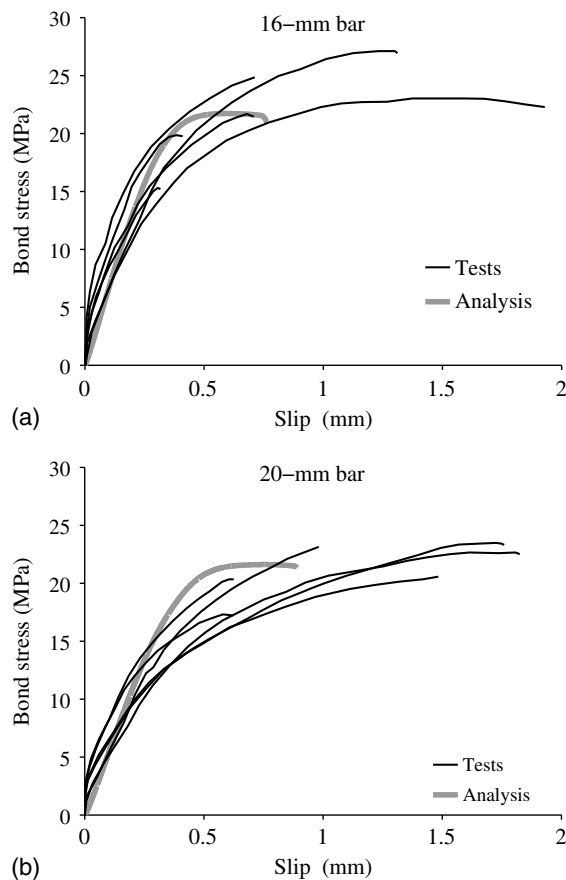 16−mm bar
30
25
20
15
10
5
0
Bond stress (MPa)
Tests
Analysis
0 0.5 1 1.5 2
Slip (mm)
(a)
20−mm bar
30
25
20
15
10
5
0
Bond stress (MPa)
Tests
Analysis
0 0.5 1 1.5 2
Slip (mm)
(b)